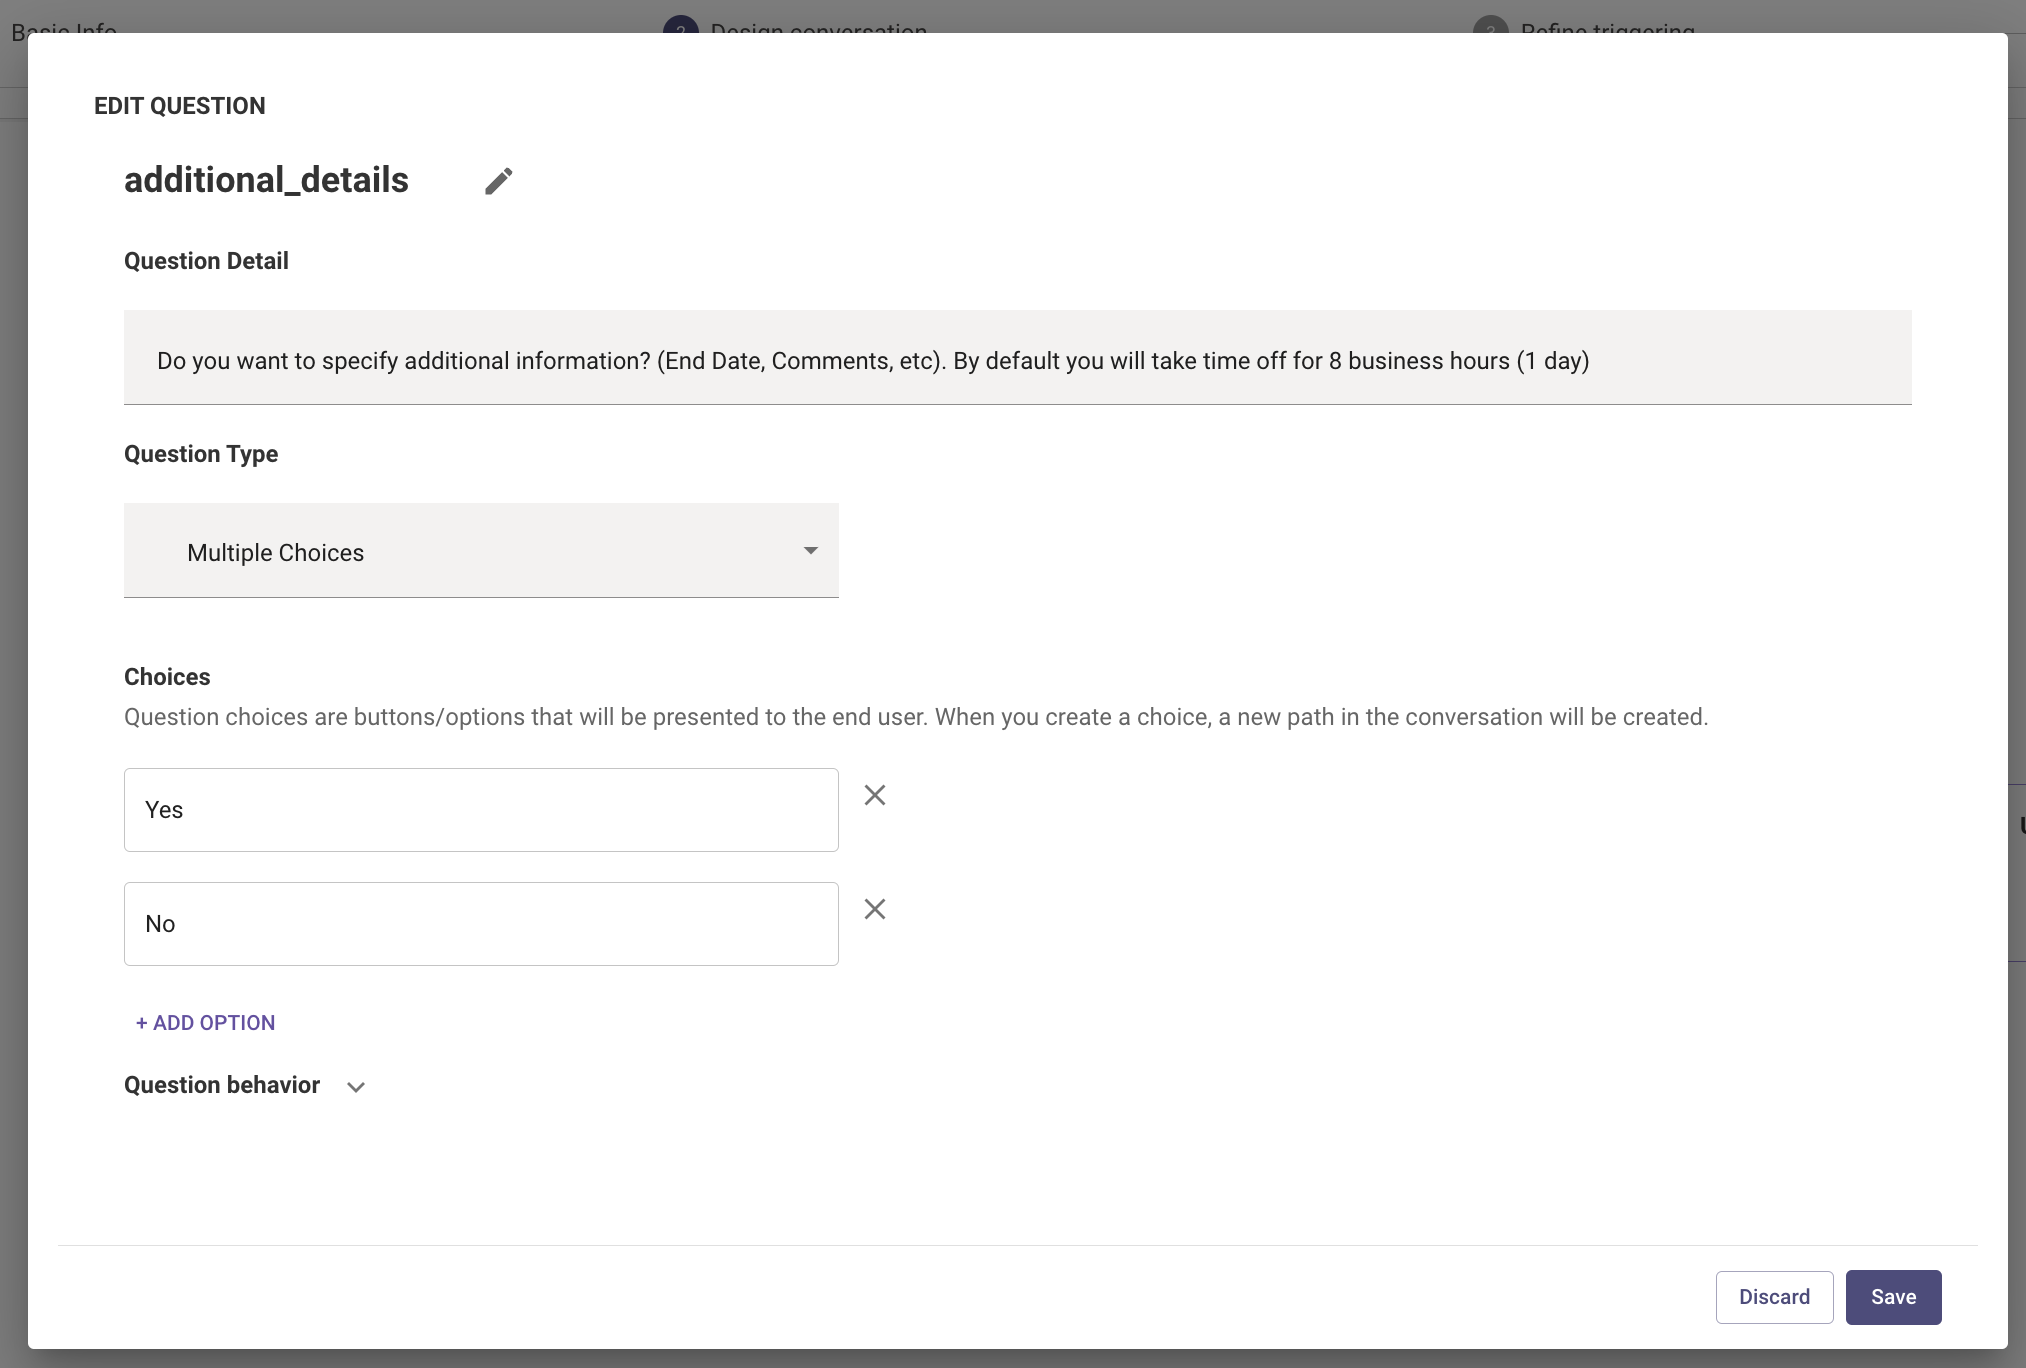 Basic Info
2 Design conversation
3 Refine triggering
EDIT QUESTION
additional_details
Question Detail
Do you want to specify additional information? (End Date, Comments, etc). By default you will take time off for 8 business hours (1 day)
Question Type
Multiple Choices
Choices
Question choices are buttons/options that will be presented to the end user. When you create a choice, a new path in the conversation will be created.
Yes
No
+ ADD OPTION
Question behavior
Discard
Save